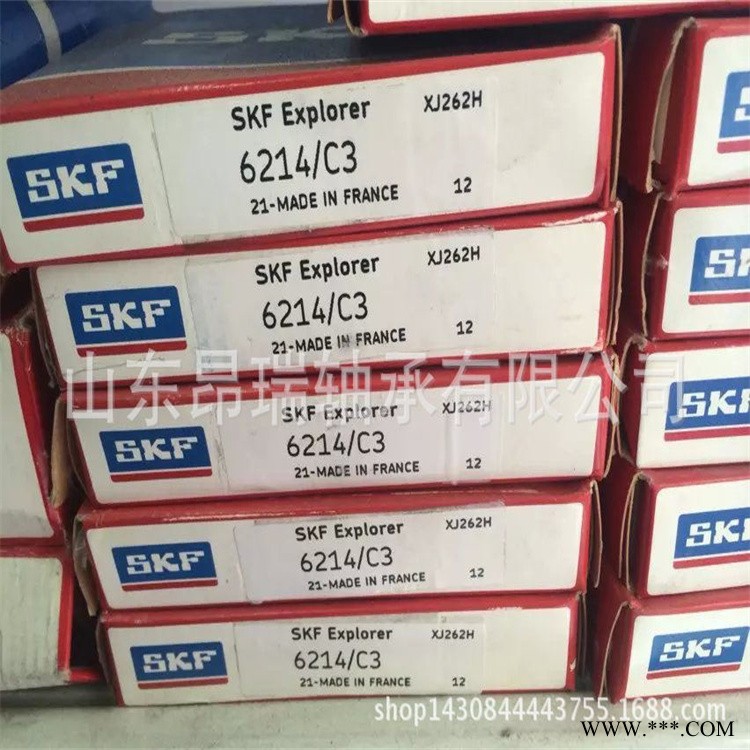 SKF
SKF
SKF Explorer
XJ262H
6214/C3
21-MADE IN FRANCE
12
SKF
SKF Explorer
XJ262H
6214/C3
21-MADE IN FRANCE
12
山东昂瑞轴承有限公司
SKF
SKF Explorer
XJ262H
6214/C3
21-MADE IN FRANCE
12
SKF
SKF Explorer
XJ262H
6214/C3
21-MADE IN FRANCE
12
SKF
SKF Explorer
XJ262H
6214/C3
21-MADE IN FRANCE
12
SKF
SKF
SKF
SKF
SKF
shop1430844443755.1688.com
www.***.COM